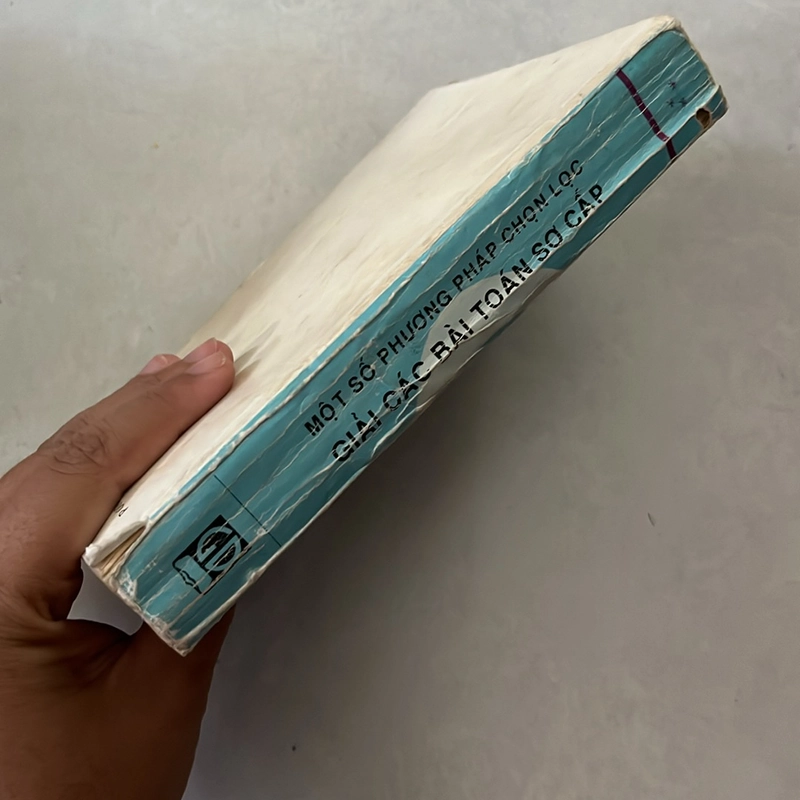 MỘT SỐ PHƯƠNG PHÁP CHỌN LỌC
GIẢI CÁC BÀI TOÁN SƠ CẤP